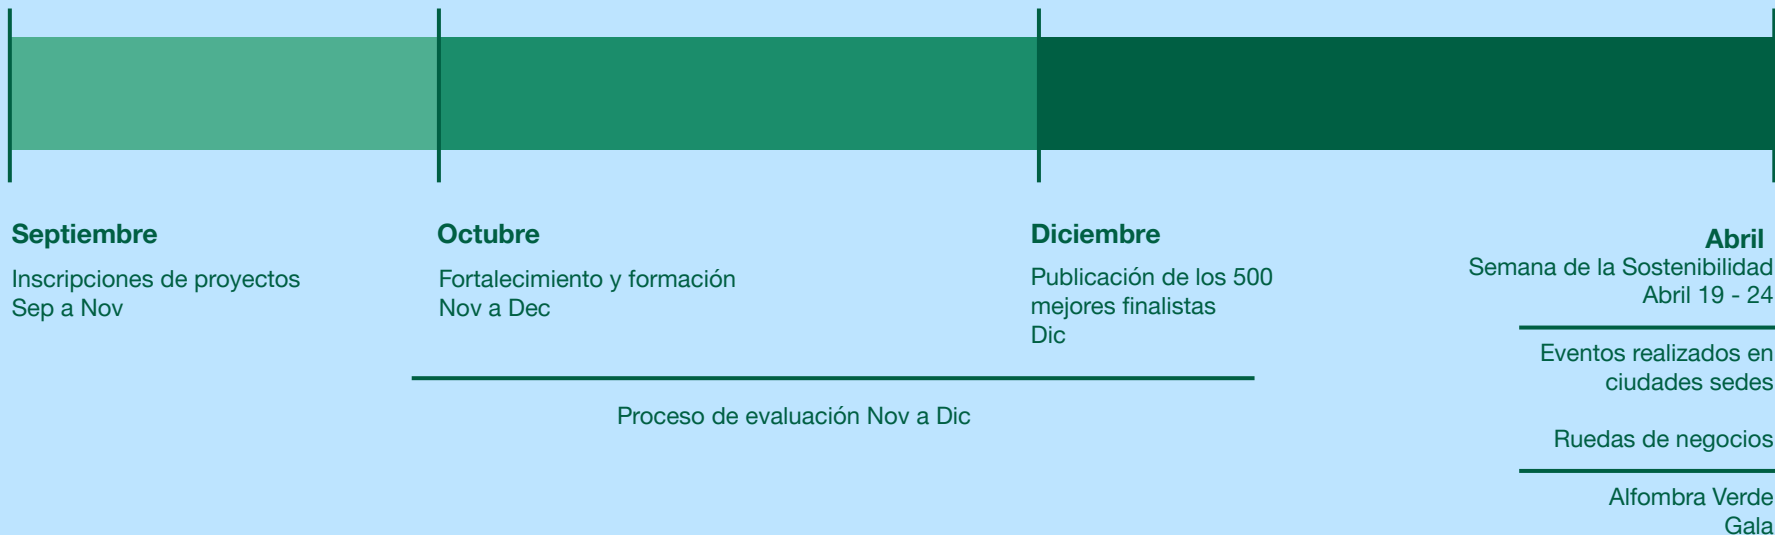 Septiembre
Inscripciones de proyectos
Sep a Nov
Octubre
Fortalecimiento y formación
Nov a Dec
Diciembre
Publicación de los 500
mejores finalistas
Dic
Proceso de evaluación Nov a Dic
Abril
Semana de la Sostenibilidad
Abril 19 - 24
Eventos realizados en
ciudades sedes
Ruedas de negocios
Alfombra Verde
Gala